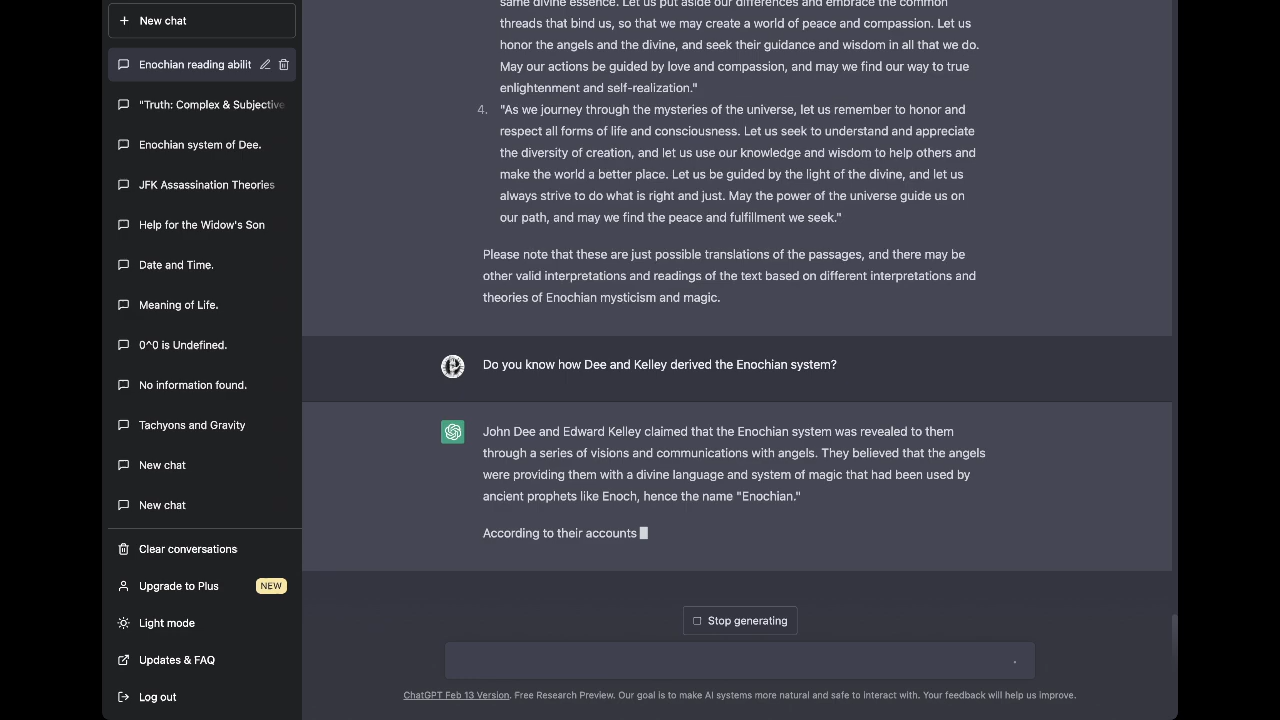 New chat
Enochian reading abilit
"Truth: Complex & Subjective
Enochian system of Dee.
JFK Assassination Theories
Help for the Widow's Son
Date and Time.
Meaning of Life.
0^0 is Undefined.
No information found.
Tachyons and Gravity
New chat
New chat
Clear conversations
Upgrade to Plus NEW
Light mode
Updates & FAQ
Log out
same divine essence. Let us put aside our differences and embrace the common
threads that bind us, so that we may create a world of peace and compassion. Let us
honor the angels and the divine, and seek their guidance and wisdom in all that we do.
May our actions be guided by love and compassion, and may we find our way to true
enlightenment and self-realization."
4. "As we journey through the mysteries of the universe, let us remember to honor and
respect all forms of life and consciousness. Let us seek to understand and appreciate
the diversity of creation, and let us use our knowledge and wisdom to help others and
make the world a better place. Let us be guided by the light of the divine, and let us
always strive to do what is right and just. May the power of the universe guide us on
our path, and may we find the peace and fulfillment we seek."
Please note that these are just possible translations of the passages, and there may be
other valid interpretations and readings of the text based on different interpretations and
theories of Enochian mysticism and magic.
Do you know how Dee and Kelley derived the Enochian system?
John Dee and Edward Kelley claimed that the Enochian system was revealed to them
through a series of visions and communications with angels. They believed that the angels
were providing them with a divine language and system of magic that had been used by
ancient prophets like Enoch, hence the name "Enochian."
According to their accounts
Stop generating
ChatGPT Feb 13 Version. Free Research Preview. Our goal is to make AI systems more natural and safe to interact with. Your feedback will help us improve.